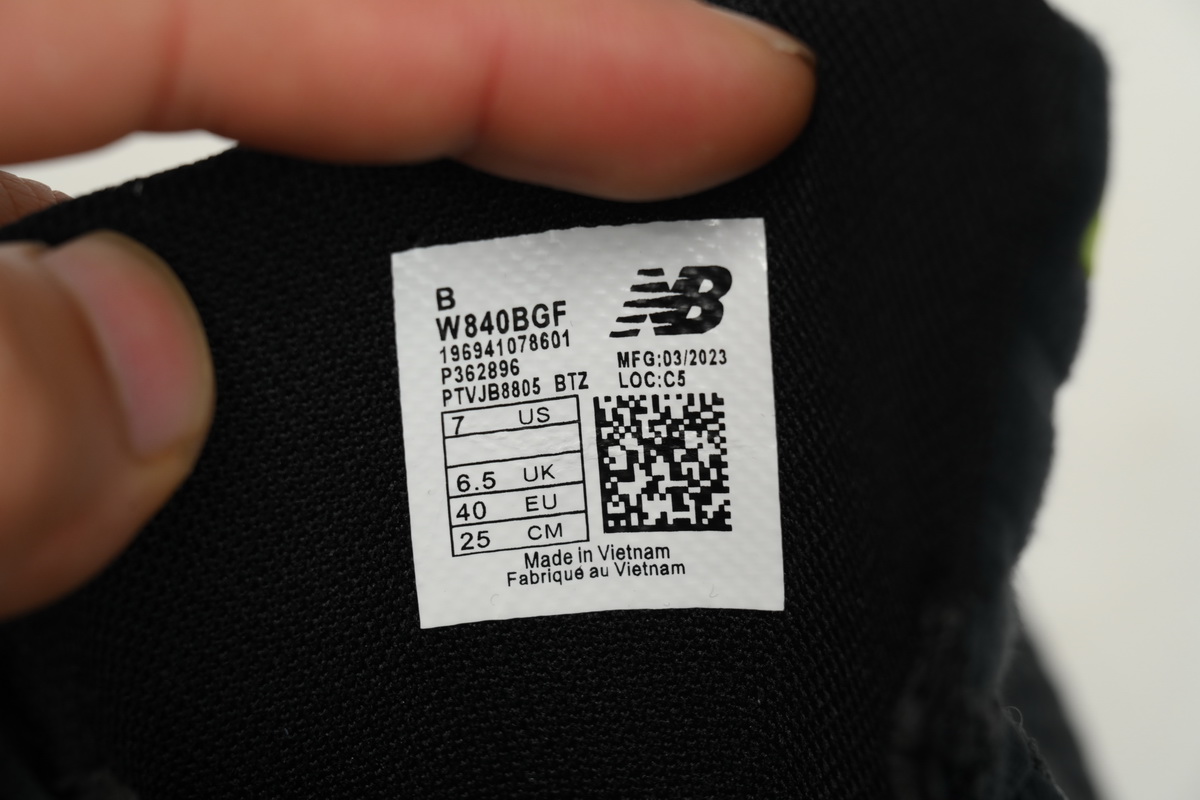 B
W840BGF
196941078601
P362896
PTVJB8805 BTZ
NB
MFG:03/2023
LOC:C5
7 US
6.5 UK
40 EU
25 CM
Made in Vietnam
Fabriqué au Vietnam